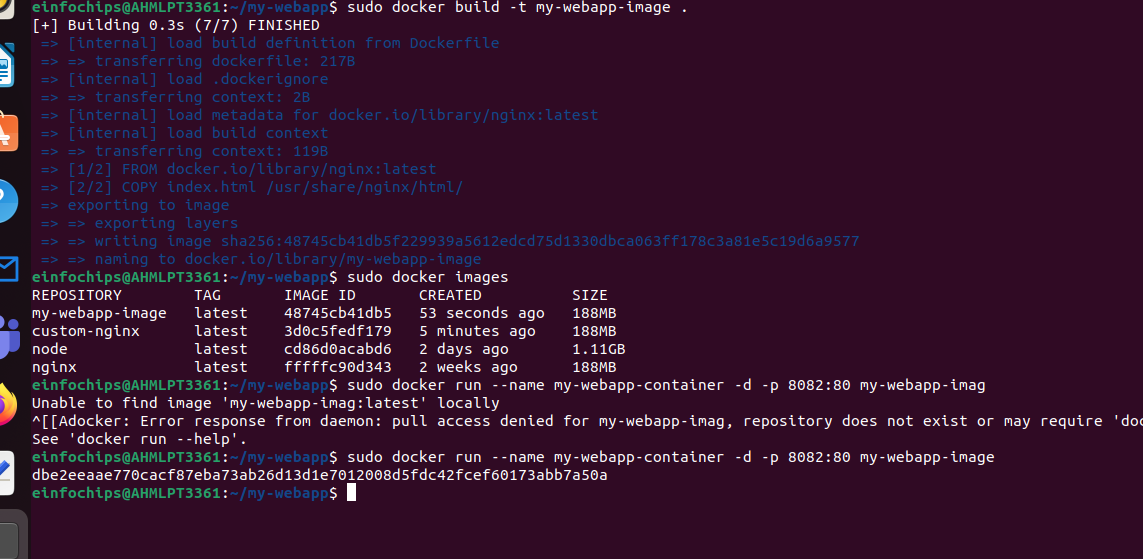 einfochips@AHMLPT3361:~/my-webapp$ sudo docker build -t my-webapp-image .
[+] Building 0.3s (7/7) FINISHED
=> [internal] load build definition from Dockerfile
=> => transferring dockerfile: 217B
=> [internal] load .dockerignore
=> => transferring context: 2B
=> [internal] load metadata for docker.io/library/nginx:latest
=> [internal] load build context
=> => transferring context: 119B
=> [1/2] FROM docker.io/library/nginx:latest
=> [2/2] COPY index.html /usr/share/nginx/html/
=> exporting to image
=> => exporting layers
=> => writing image sha256:48745cb41db5f229939a5612edcd75d1330dbca063ff178c3a81e5c19d6a9577
=> => naming to docker.io/library/my-webapp-image
einfochips@AHMLPT3361:~/my-webapp$ sudo docker images
REPOSITORY TAG IMAGE ID CREATED SIZE
my-webapp-image latest 48745cb41db5 53 seconds ago 188MB
custom-nginx latest 3d0c5fedf179 5 minutes ago 188MB
node latest cd86d0acabd6 2 days ago 1.11GB
nginx latest fffffc90d343 2 weeks ago 188MB
einfochips@AHMLPT3361:~/my-webapp$ sudo docker run --name my-webapp-container -d -p 8082:80 my-webapp-imag
Unable to find image 'my-webapp-imag:latest' locally
^[[Adocker: Error response from daemon: pull access denied for my-webapp-imag, repository does not exist or may require 'doc
See 'docker run --help'.
einfochips@AHMLPT3361:~/my-webapp$ sudo docker run --name my-webapp-container -d -p 8082:80 my-webapp-image
dbe2eeaae770cacf87eba73ab26d13d1e7012008d5fdc42fcef60173abb7a50a
einfochips@AHMLPT3361:~/my-webapp$